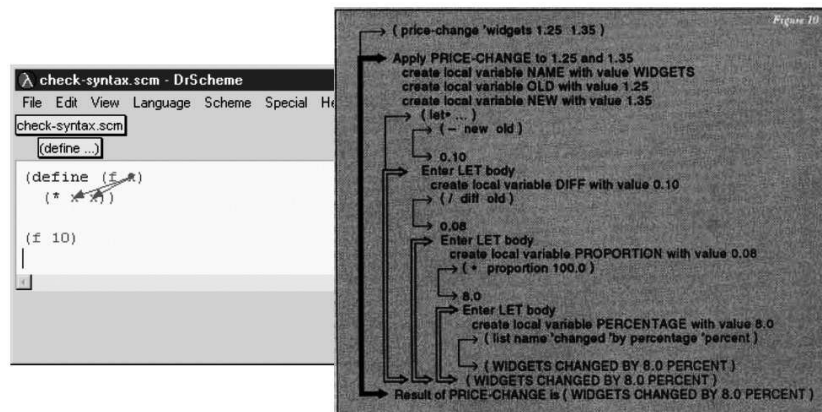 check-syntax.scm - DrScheme
File Edit View Language Scheme Special He
check-syntax.scm
(define ...)
(define (f x)
(* x x))
(f 10)
Figure 10
( price-change 'widgets 1.25 1.35 )
Apply PRICE-CHANGE to 1.25 and 1.35
create local variable NAME with value WIDGETS
create local variable OLD with value 1.25
create local variable NEW with value 1.35
( let* ... )
( – new old )
0.10
Enter LET body
create local variable DIFF with value 0.10
( / diff old )
0.08
Enter LET body
create local variable PROPORTION with value 0.08
( * proportion 100.0 )
8.0
Enter LET body
create local variable PERCENTAGE with value 8.0
( list name 'changed 'by percentage 'percent )
( WIDGETS CHANGED BY 8.0 PERCENT )
( WIDGETS CHANGED BY 8.0 PERCENT )
Result of PRICE-CHANGE is ( WIDGETS CHANGED BY 8.0 PERCENT )